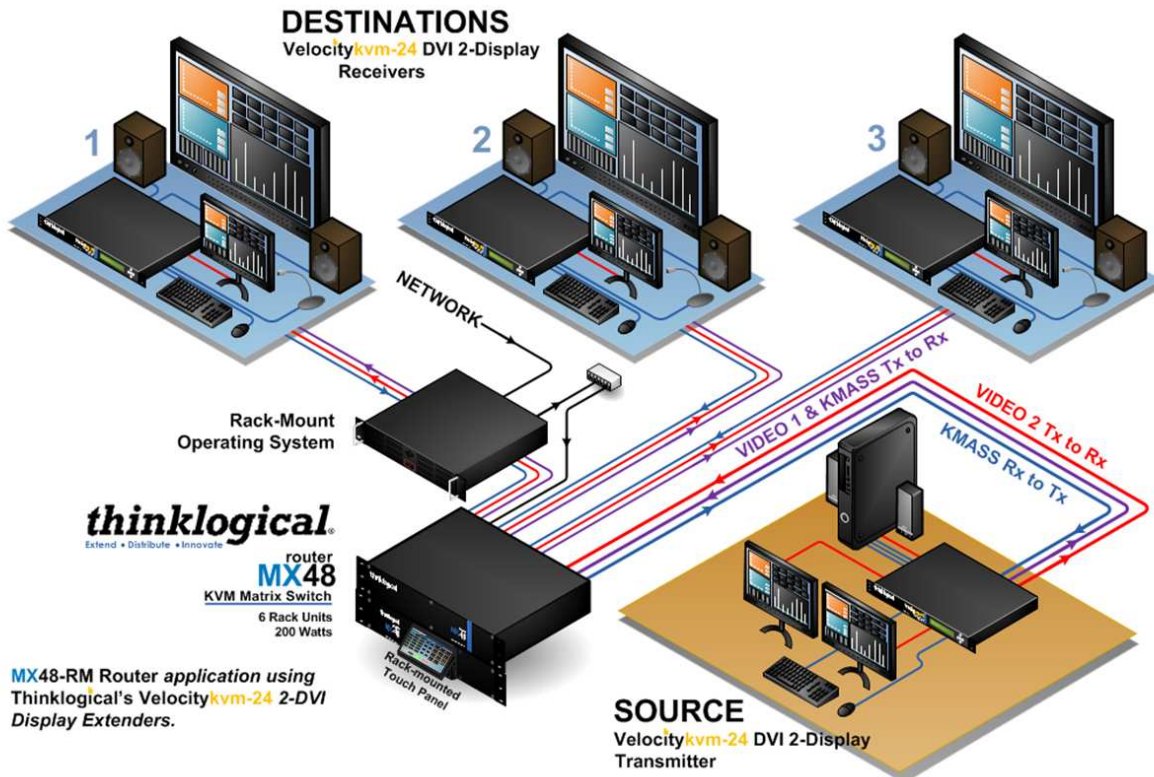 DESTINATIONS
Velocitykvm-24 DVI 2-Display
Receivers
1
2
3
NETWORK
Rack-Mount
Operating System
VIDEO 1 & KMASS Tx to Rx
VIDEO 2 Tx to Rx
KMASS Rx to Tx
thinklogical®
Extend • Distribute • Innovate
router
MX48
KVM Matrix Switch
6 Rack Units
200 Watts
thinklogical
MX48
Rack-mounted
Touch Panel
MX48-RM Router application using
Thinklogical's Velocitykvm-24 2-DVI
Display Extenders.
SOURCE
Velocitykvm-24 DVI 2-Display
Transmitter